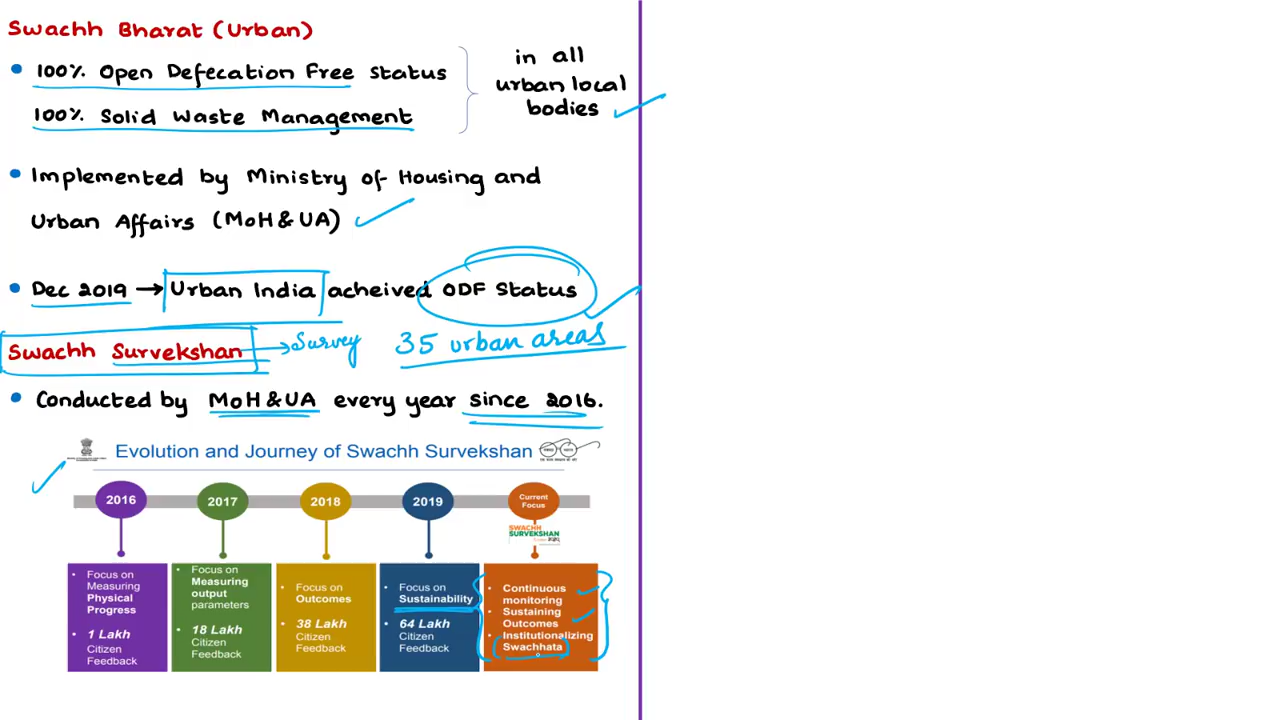 Swachh Bharat (Urban)
100% Open Defecation Free Status
100% Solid Waste Management
in all
urban local
bodies
Implemented by Ministry of Housing and
Urban Affairs (MoH&UA)
Dec 2019 → Urban India acheived ODF Status
Swachh Survekshan → Survey 35 urban areas
Conducted by MoH&UA every year since 2016.
Evolution and Journey of Swachh Survekshan
2016
2017
2018
2019
Current
Focus
SWACHH
SURVEKSHAN
• Focus on
Measuring
Physical
Progress
• 1 Lakh
Citizen
Feedback
• Focus on
Measuring
output
parameters
• 18 Lakh
Citizen
Feedback
• Focus on
Outcomes
• 38 Lakh
Citizen
Feedback
• Focus on
Sustainability
• 64 Lakh
Citizen
Feedback
• Continuous
monitoring
• Sustaining
Outcomes
• Institutionalizing
Swachhata